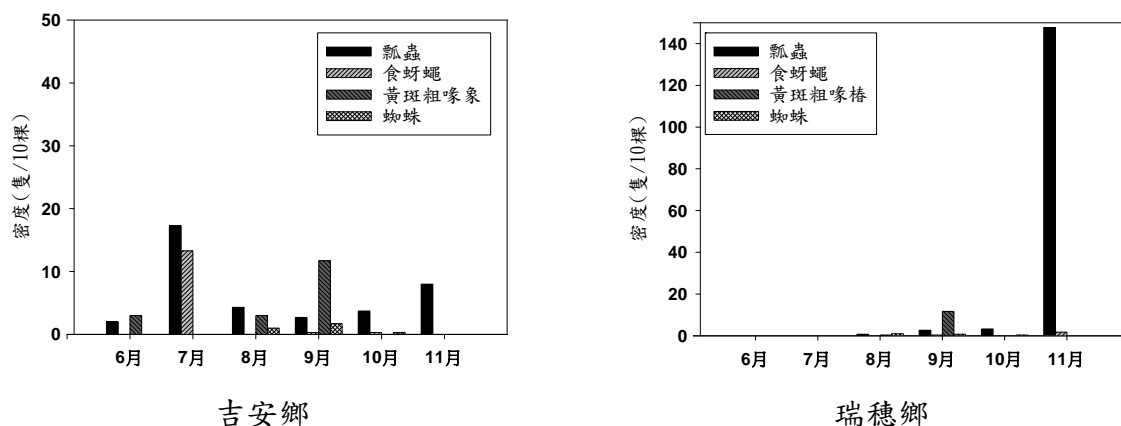 密度(隻/10棵)
50
40
30
20
10
0
瓢蟲
食蚜蠅
黃斑粗喙象
蜘蛛
6月 7月 8月 9月 10月 11月
吉安鄉
密度(隻/10棵)
140
120
100
80
60
40
20
0
瓢蟲
食蚜蠅
黃斑粗喙椿
蜘蛛
6月 7月 8月 9月 10月 11月
瑞穗鄉